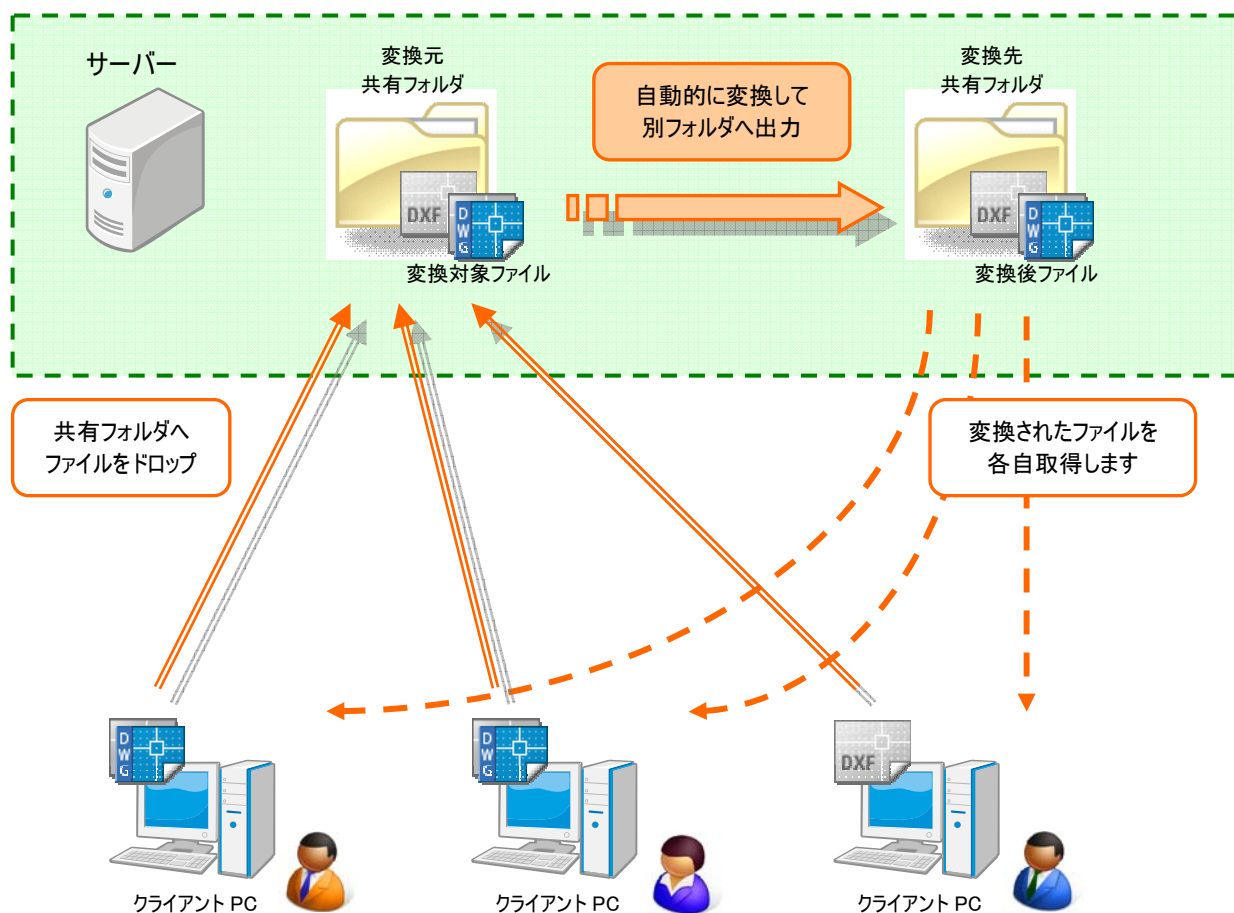 サーバー
変換元
共有フォルダ
自動的に変換して
別フォルダへ出力
変換先
共有フォルダ
DXF
DWG
DXF
DWG
変換対象ファイル
変換後ファイル
共有フォルダへ
ファイルをドロップ
変換されたファイルを
各自取得します
DWG
DWG
DXF
クライアント PC
クライアント PC
クライアント PC